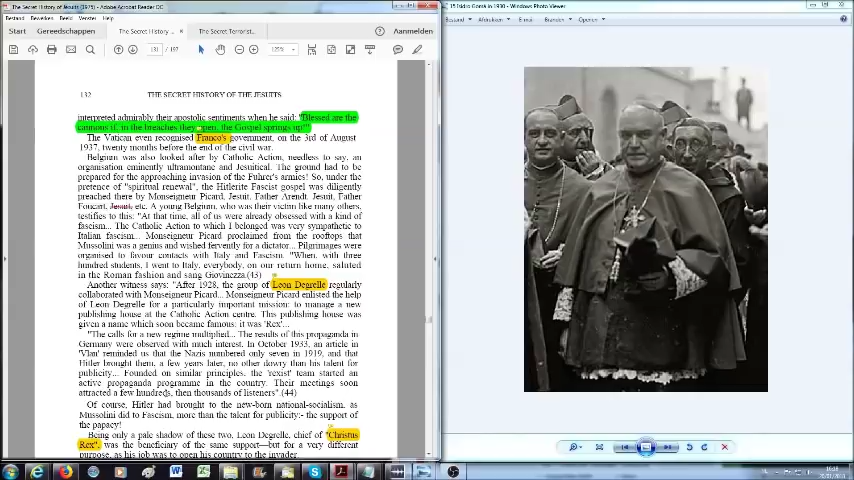 The Secret History of Jesuits (1975) - Adobe Acrobat Reader DC
Bestand Bewerken Beeld Venster Help
Start Gereedschappen The Secret History ... The Secret Terrorist... Aanmelden
131 / 197 125%
132 THE SECRET HISTORY OF THE JESUITS
interpreted admirably their apostolic sentiments when he said: "Blessed are the
cannons if, in the breaches they open, the Gospel springs up!"
The Vatican even recognised Franco's government, on the 3rd of August
1937, twenty months before the end of the civil war.
Belgium was also looked after by Catholic Action, needless to say, an
organisation eminently ultramontane and Jesuitical. The ground had to be
prepared for the approaching invasion of the Fuhrer's armies! So, under
the pretence of "spiritual renewal", the Hitlerite Fascist gospel was diligently
preached there by Monseigneur Picard, Jesuit, Father Arendt. Jesuit, Father
Foucart, Jesuit, etc. A young Belgium, who was their victim like many others,
testifies to this: "At that time, all of us were already obsessed with a kind of
fascism... The Catholic Action to which I belonged was very sympathetic to
Italian fascism... Monseigneur Picard proclaimed from the rooftops that
Mussolini was a genius and wished fervently for a dictator... Pilgrimages were
organised to favour contacts with Italy and Fascism. "When, with three
hundred students, I went to Italy, everybody, on our return home, saluted
in the Roman fashion and sang Giovinezza.(43)
Another witness says: "After 1928, the group of Leon Degrelle regularly
collaborated with Monseigneur Picard... Monseigneur Picard enlisted the help
of Leon Degrelle for a particularly important mission: to manage a new
publishing house at the Catholic Action centre. This publishing house was
given a name which soon became famous: it was 'Rex'...
"The calls for a new regime multiplied... The results of this propaganda in
Germany were observed with much interest. In October 1933, an article in
'Vlan' reminded us that the Nazis numbered only seven in 1919, and that
Hitler brought them, a few years later, no other dowry than his talent for
publicity... Founded on similar principles, the 'rexist' team started an
active propaganda programme in the country. Their meetings soon
attracted a few hundreds, then thousands of listeners".(44)
Of course, Hitler had brought to the new-born national-socialism, as
Mussolini did to Fascism, more than the talent for publicity:- the support of
the papacy!
Being only a pale shadow of these two, Leon Degrelle, chief of "Christus
Rex", was the beneficiary of the same support—but for a very different
purpose, as his job was to open his country to the invader.
15 Isidro Gomá in 1930 - Windows Photo Viewer
Bestand Afdrukken E-mail Branden Openen